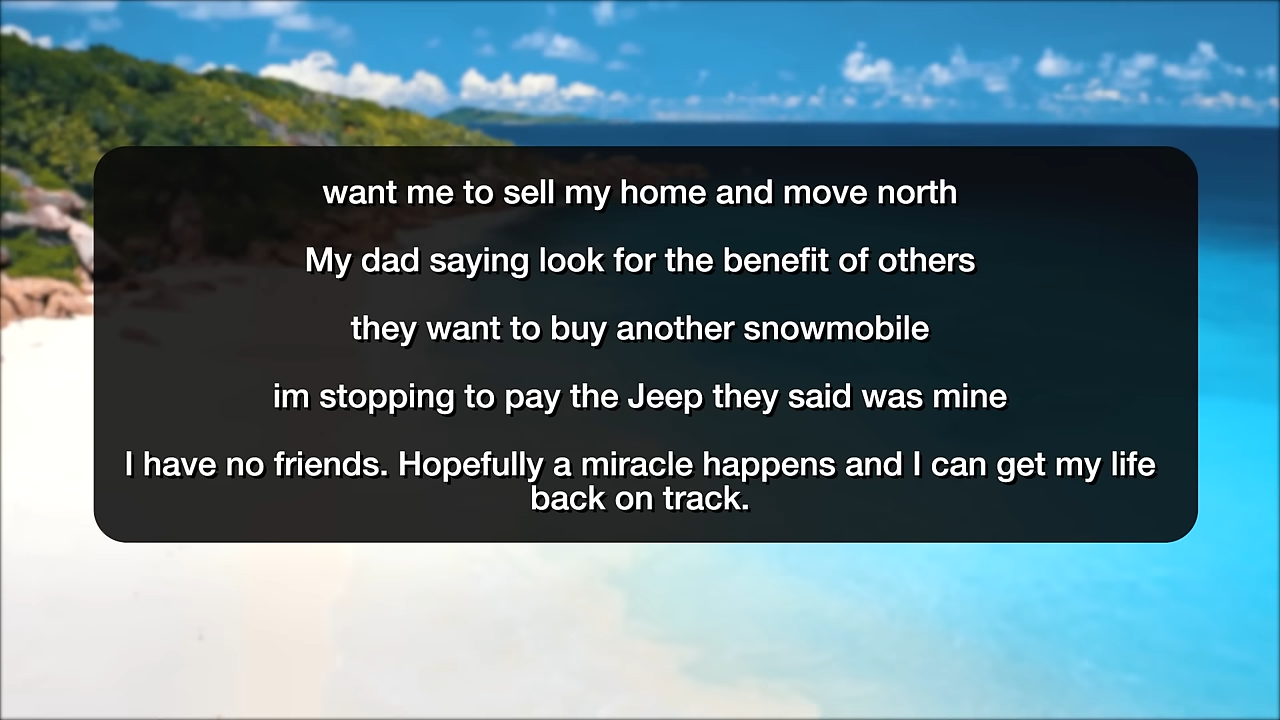 want me to sell my home and move north
My dad saying look for the benefit of others
they want to buy another snowmobile
im stopping to pay the Jeep they said was mine
I have no friends. Hopefully a miracle happens and I can get my life
back on track.